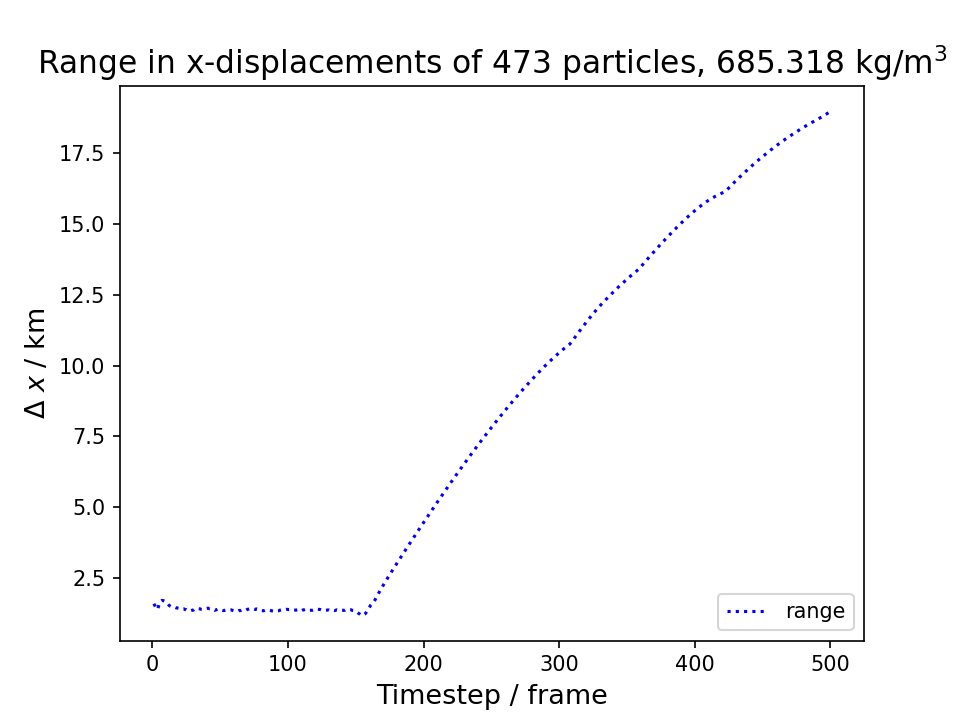 Range in x-displacements of 473 particles, 685.318 kg/m³
17.5
15.0
12.5
10.0
7.5
5.0
2.5
Δ x / km
0 100 200 300 400 500
Timestep / frame
range